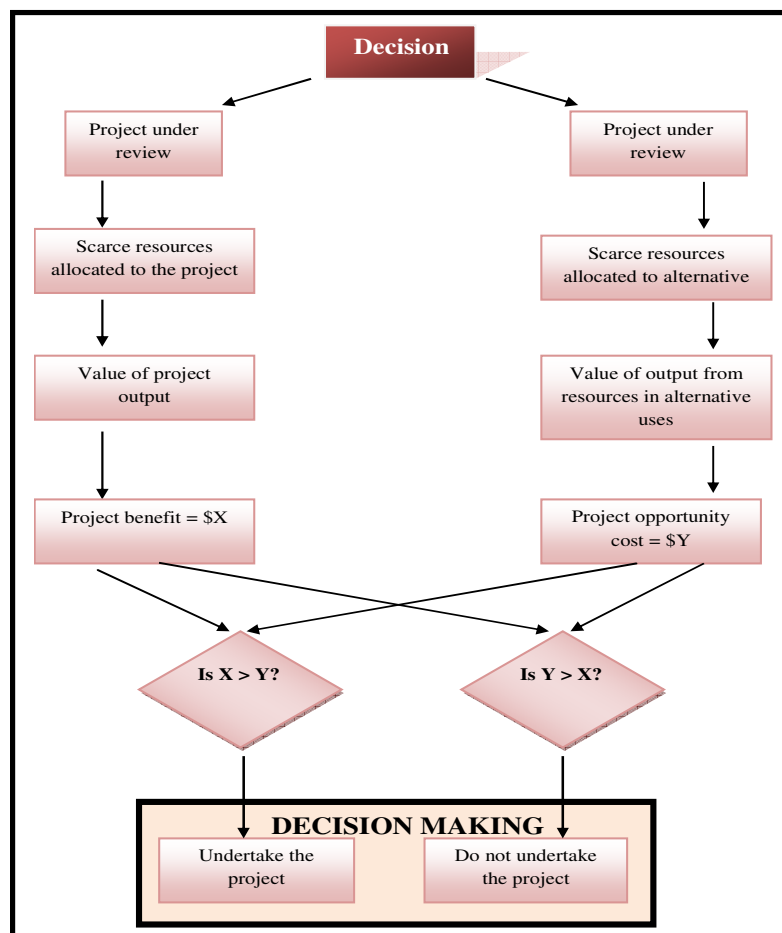 Decision
Project under
review
Project under
review
Scarce resources
allocated to the project
Scarce resources
allocated to alternative
Value of project
output
Value of output from
resources in alternative
uses
Project benefit = $X
Project opportunity
cost = $Y
Is X > Y?
Is Y > X?
DECISION MAKING
Undertake the
project
Do not undertake
the project